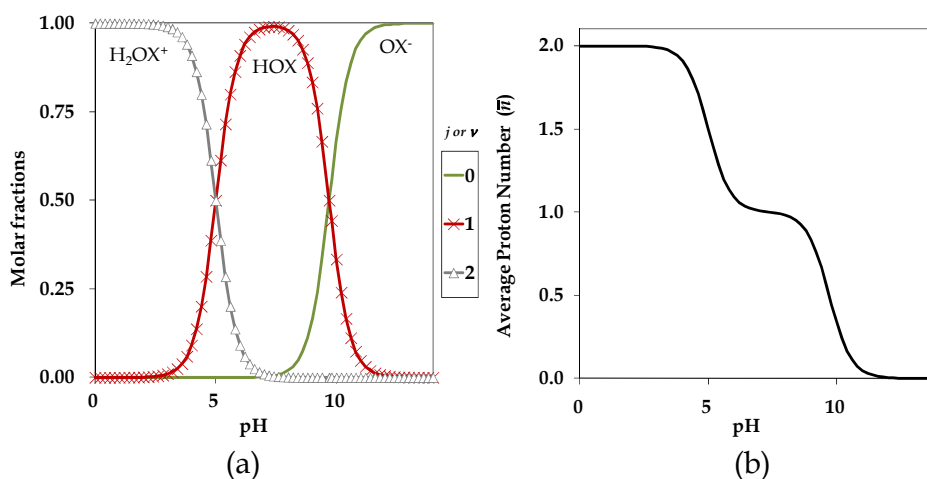 Molar fractions
1.00
0.75
0.50
0.25
0.00
H₂OX⁺
HOX
OX⁻
j or ν
0
1
2
0
5
10
pH
(a)
Average Proton Number (n̅)
2.0
1.5
1.0
0.5
0.0
0
5
10
pH
(b)